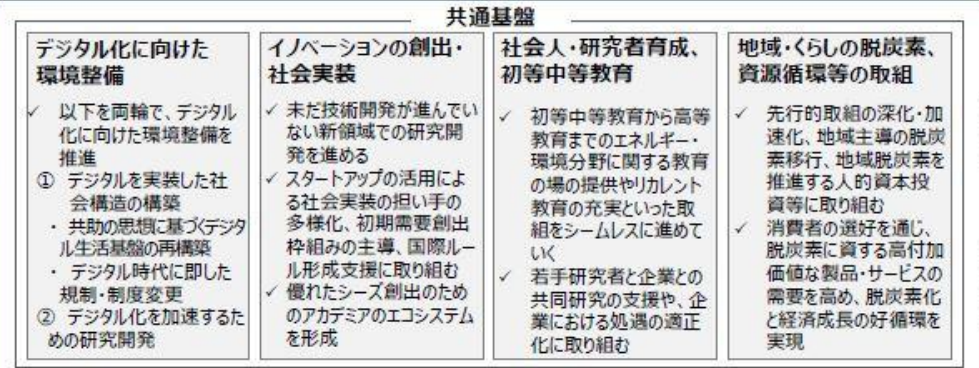 共通基盤
デジタル化に向けた
環境整備
✓ 以下を両輪で、デジタル
化に向けた環境整備を
推進
① デジタルを実装した社
会構造の構築
・ 共助の思想に基づくデジタ
ル生活基盤の再構築
・ デジタル時代に即した
規制・制度変更
② デジタル化を加速するた
めの研究開発
イノベーションの創出・
社会実装
✓ 未だ技術開発が進んでい
ない新領域での研究開
発を進める
✓ スタートアップの活用によ
る社会実装の担い手の
多様化、初期需要創出
枠組みの主導、国際ルー
ル形成支援に取り組む
✓ 優れたシーズ創出のため
のアカデミアのエコシステム
を形成
社会人・研究者育成、
初等中等教育
✓ 初等中等教育から高等
教育までのエネルギー・
環境分野に関する教育
の場の提供やリカレント
教育の充実といった取
組をシームレスに進めて
いく
✓ 若手研究者と企業との
共同研究の支援や、企
業における処遇の適正
化に取り組む
地域・くらしの脱炭素、
資源循環等の取組
✓ 先行的取組の深化・加
速化、地域主導の脱炭
素移行、地域脱炭素を
推進する人的資本投
資等に取り組む
✓ 消費者の選好を通じ、
脱炭素に資する高付加
価値な製品・サービスの
需要を高め、脱炭素化
と経済成長の好循環を
実現